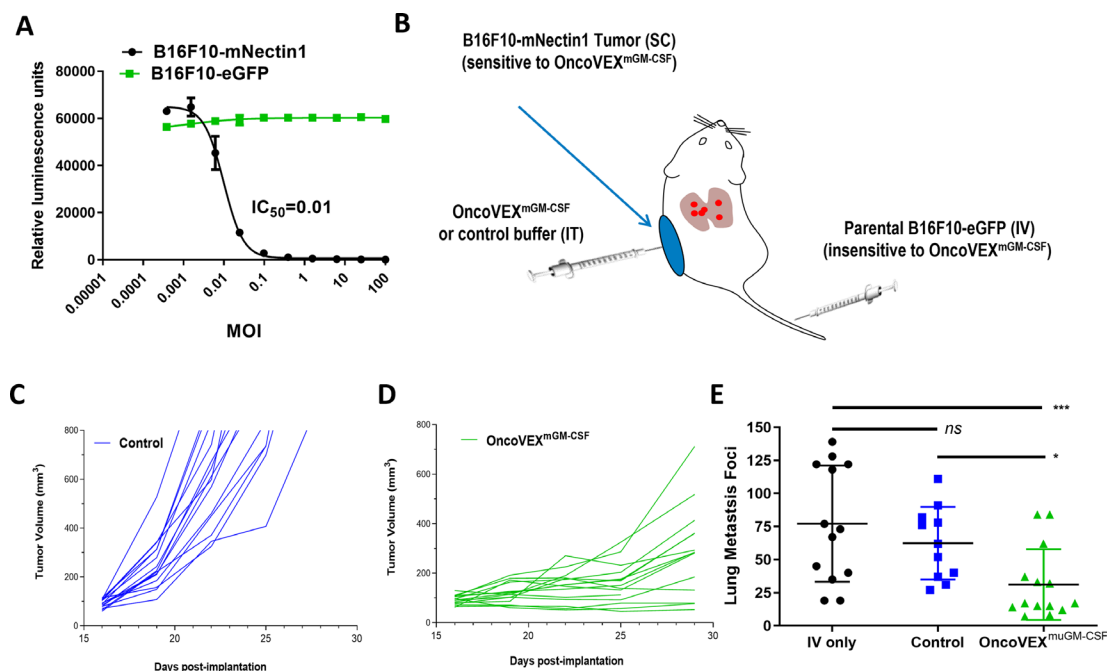 A
B16F10-mNectin1
B16F10-eGFP
Relative luminescence units
80000
60000
40000
20000
0
IC50=0.01
0.00001
0.0001
0.001
0.01
0.1
1
10
100
MOI
B
B16F10-mNectin1 Tumor (SC)
(sensitive to OncoVEXmGM-CSF)
OncoVEXmGM-CSF
or control buffer (IT)
Parental B16F10-eGFP (IV)
(insensitive to OncoVEXmGM-CSF)
C
Control
Tumor Volume (mm3)
800
600
400
200
0
15
20
25
30
Days post-implantation
D
OncoVEXmGM-CSF
Tumor Volume (mm3)
800
600
400
200
0
15
20
25
30
Days post-implantation
E
***
ns
*
Lung Metastsis Foci
150
125
100
75
50
25
0
IV only
Control
OncoVEXmuGM-CSF